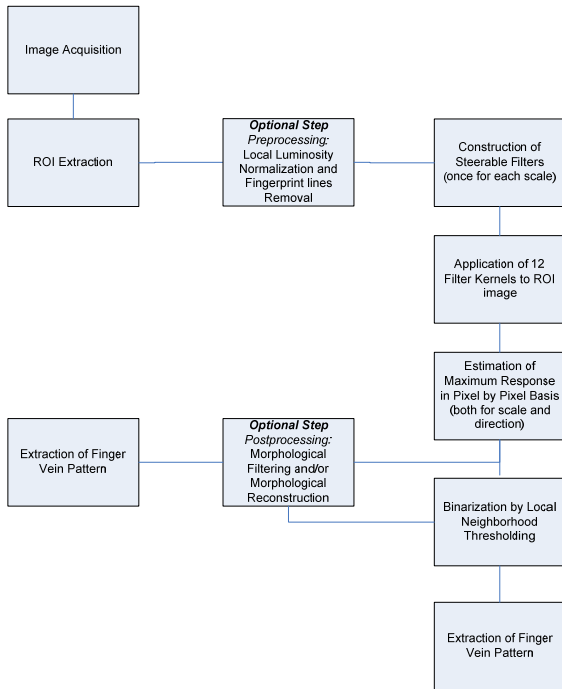 Image Acquisition
ROI Extraction
Optional Step
Preprocessing:
Local Luminosity
Normalization and
Fingerprint lines
Removal
Construction of
Steerable Filters
(once for each scale)
Application of 12
Filter Kernels to ROI
image
Estimation of
Maximum Response
in Pixel by Pixel Basis
(both for scale and
direction)
Extraction of Finger
Vein Pattern
Optional Step
Postprocessing:
Morphological
Filtering and/or
Morphological
Reconstruction
Binarization by Local
Neighborhood
Thresholding
Extraction of Finger
Vein Pattern